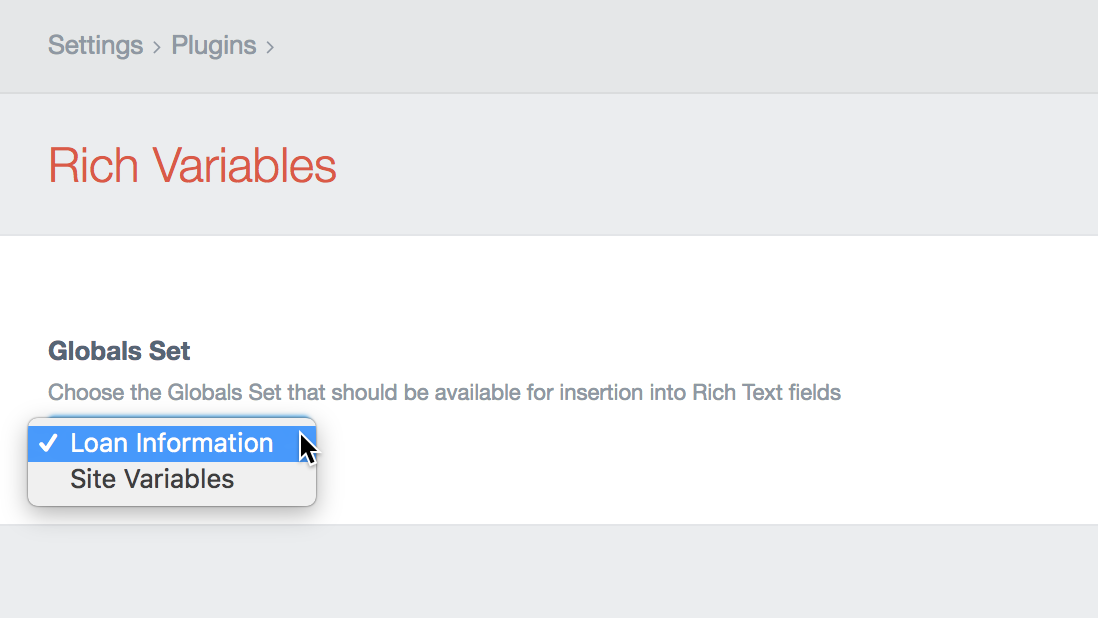 Settings › Plugins ›
Rich Variables
Globals Set
Choose the Globals Set that should be available for insertion into Rich Text fields
✓ Loan Information
Site Variables